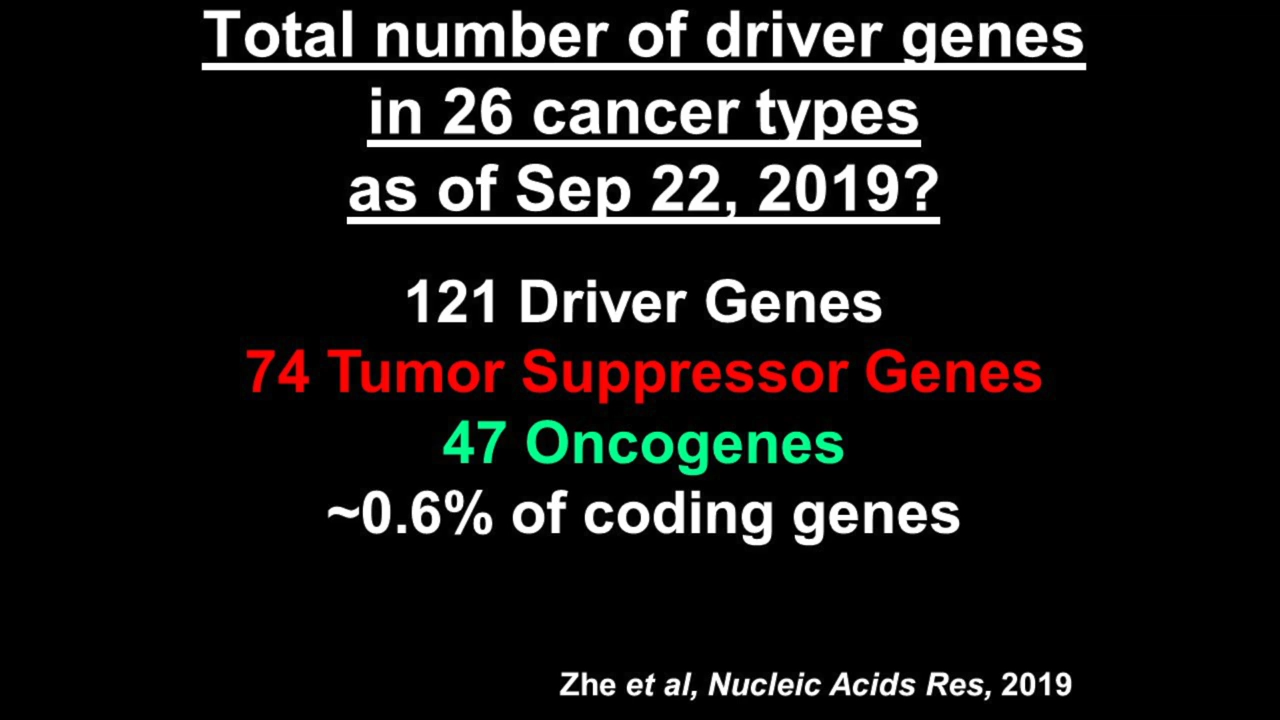 Total number of driver genes
in 26 cancer types
as of Sep 22, 2019?
121 Driver Genes
74 Tumor Suppressor Genes
47 Oncogenes
~0.6% of coding genes
Zhe et al, Nucleic Acids Res, 2019